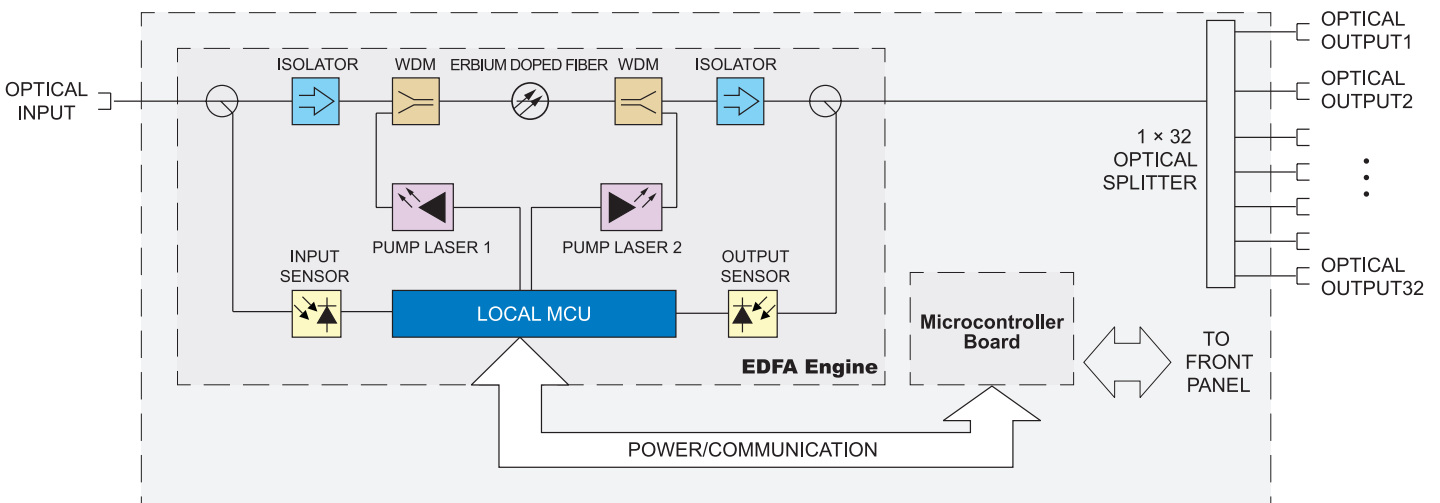 OPTICAL
INPUT
ISOLATOR
WDM
ERBIUM DOPED FIBER
WDM
ISOLATOR
OPTICAL
OUTPUT1
OPTICAL
OUTPUT2
1 × 32
OPTICAL
SPLITTER
PUMP LASER 1
PUMP LASER 2
INPUT
SENSOR
OUTPUT
SENSOR
OPTICAL
OUTPUT32
LOCAL MCU
Microcontroller
Board
TO
FRONT
PANEL
EDFA Engine
POWER/COMMUNICATION